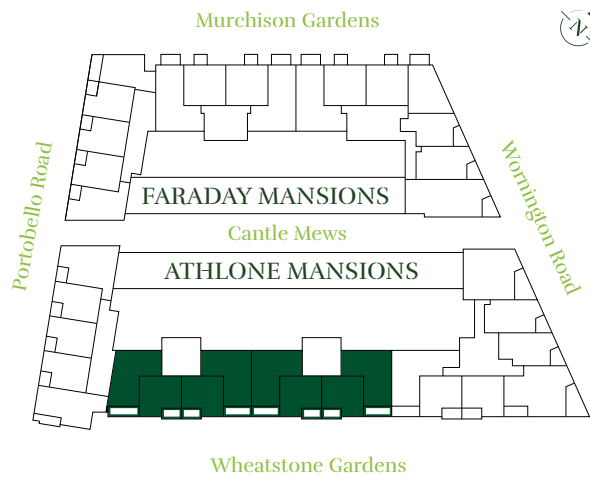 Murchison Gardens
N
Portobello Road
Wornington Road
FARADAY MANSIONS
Cantle Mews
ATHLONE MANSIONS
Wheatstone Gardens